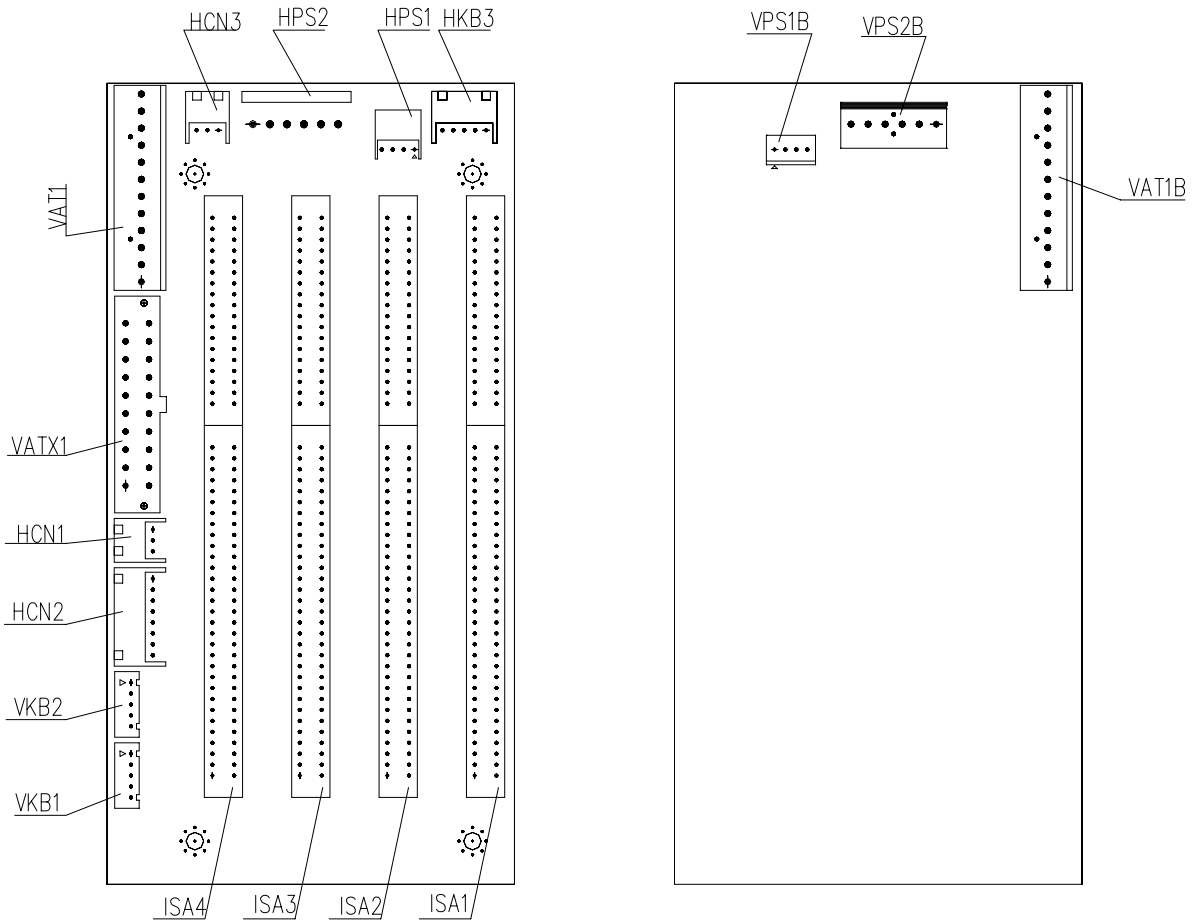 HCN3
HPS2
HPS1
HKB3
VPS1B
VPS2B
VAT1
VAT1B
VATX1
HCN1
HCN2
VKB2
VKB1
ISA4
ISA3
ISA2
ISA1